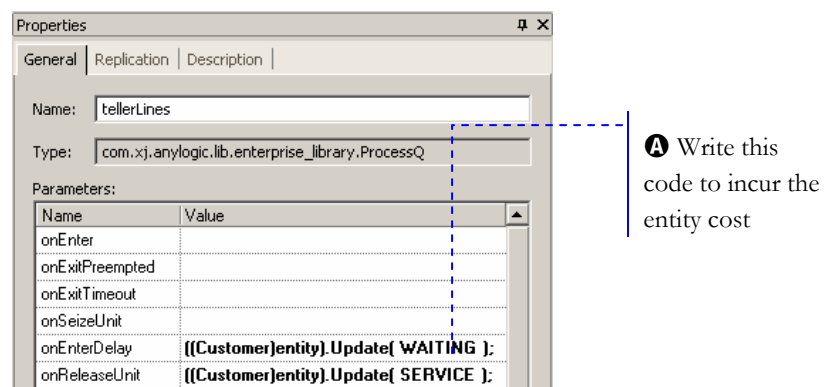 Properties
General Replication Description
Name: tellerLines
Type: com.xj.anylogic.lib.enterprise_library.ProcessQ
Parameters:
Name Value
onEnter
onExitPreempted
onExitTimeout
onSeizeUnit
onEnterDelay ((Customer)entity).Update( WAITING );
onReleaseUnit ((Customer)entity).Update( SERVICE );
A Write this
code to incur the
entity cost